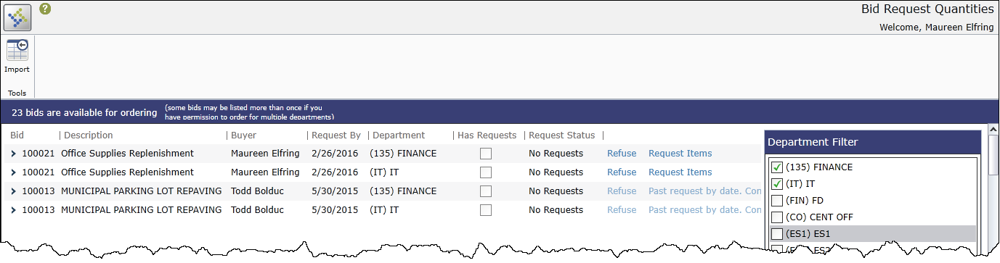 ?
Bid Request Quantities
Welcome, Maureen Elfring
Import
Tools
23 bids are available for ordering (some bids may be listed more than once if you
have permission to order for multiple departments)
Bid Description Buyer Request By Department Has Requests Request Status
100021 Office Supplies Replenishment Maureen Elfring 2/26/2016 (135) FINANCE No Requests Refuse Request Items
100021 Office Supplies Replenishment Maureen Elfring 2/26/2016 (IT) IT No Requests Refuse Request Items
100013 MUNICIPAL PARKING LOT REPAVING Todd Bolduc 5/30/2015 (135) FINANCE No Requests Refuse Past request by date. Con
100013 MUNICIPAL PARKING LOT REPAVING Todd Bolduc 5/30/2015 (IT) IT No Requests Refuse Past request by date. Con
Department Filter
(135) FINANCE
(IT) IT
(FIN) FD
(CO) CENT OFF
(ES1) ES1